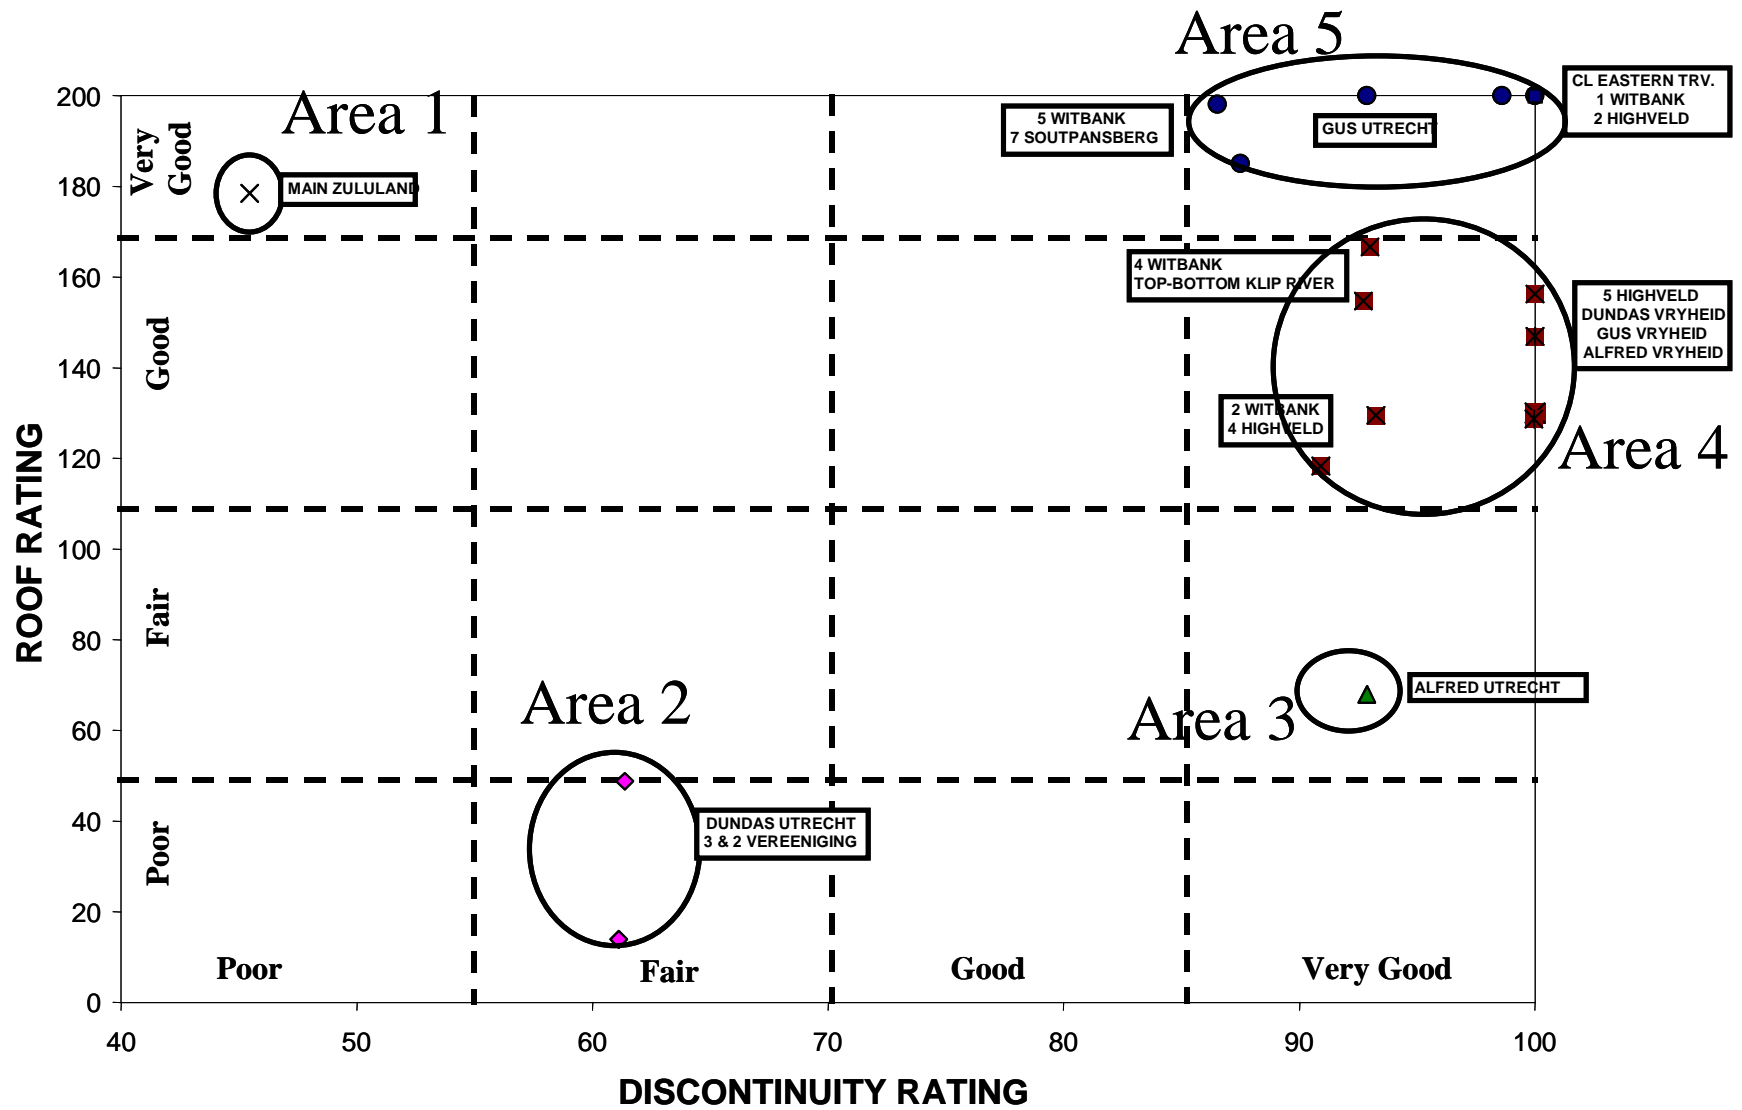 Area 5
CL EASTERN TRV.
1 WITBANK
2 HIGHVELD
Area 1
5 WITBANK
7 SOUTPANSBERG
GUS UTRECHT
MAIN ZULULAND
4 WITBANK
TOP-BOTTOM KLIP RIVER
5 HIGHVELD
DUNDAS VRYHEID
GUS VRYHEID
ALFRED VRYHEID
2 WITBANK
4 HIGHVELD
Area 4
ALFRED UTRECHT
Area 3
Area 2
DUNDAS UTRECHT
3 & 2 VEREENIGING
ROOF RATING
200
180
160
140
120
100
80
60
40
20
0
Very
Good
Good
Fair
Poor
Poor
Fair
Good
Very Good
40
50
60
70
80
90
100
DISCONTINUITY RATING